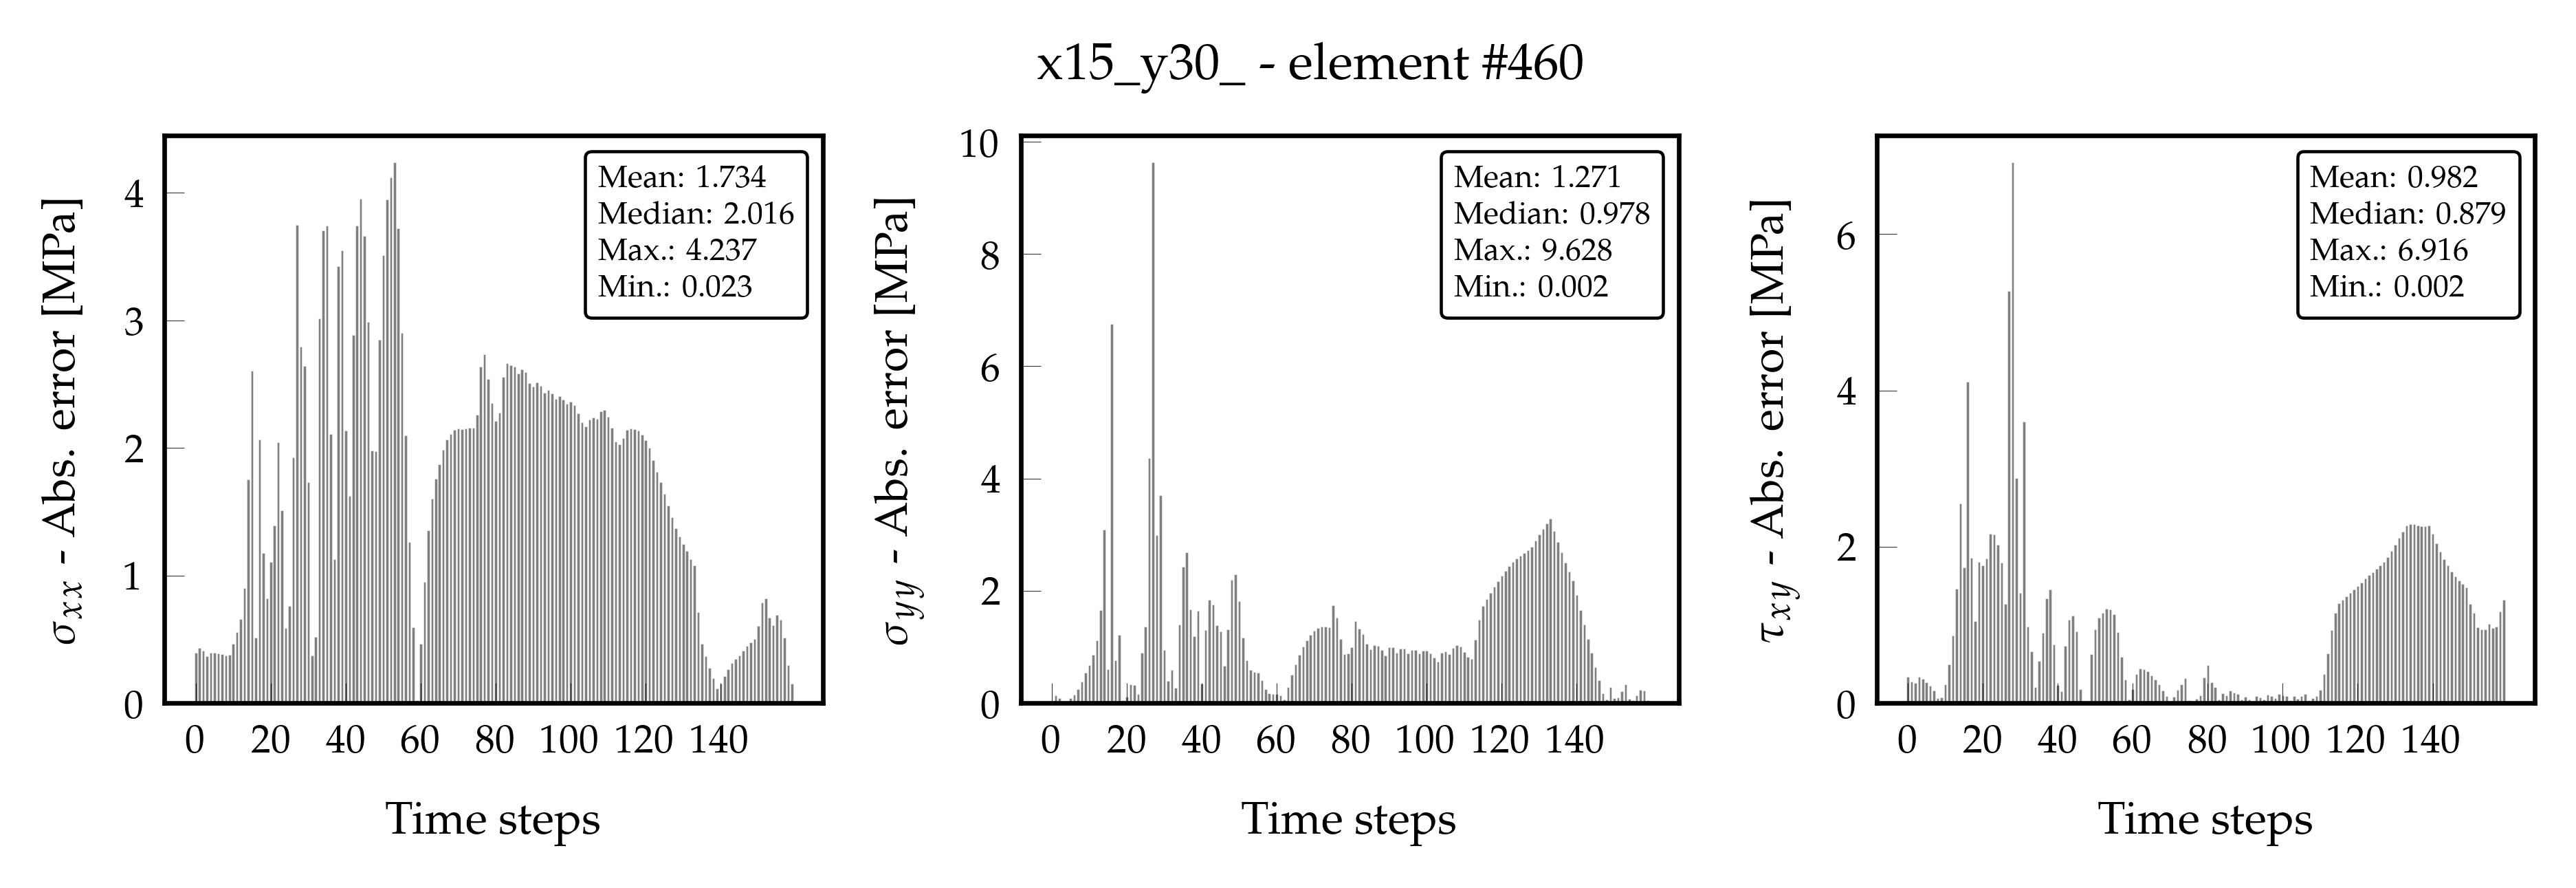 x15_y30_ - element #460
σxx - Abs. error [MPa]
4
3
2
1
0
0 20 40 60 80 100 120 140
Time steps
Mean: 1.734
Median: 2.016
Max.: 4.237
Min.: 0.023
σyy - Abs. error [MPa]
10
8
6
4
2
0
0 20 40 60 80 100 120 140
Time steps
Mean: 1.271
Median: 0.978
Max.: 9.628
Min.: 0.002
τxy - Abs. error [MPa]
6
4
2
0
0 20 40 60 80 100 120 140
Time steps
Mean: 0.982
Median: 0.879
Max.: 6.916
Min.: 0.002